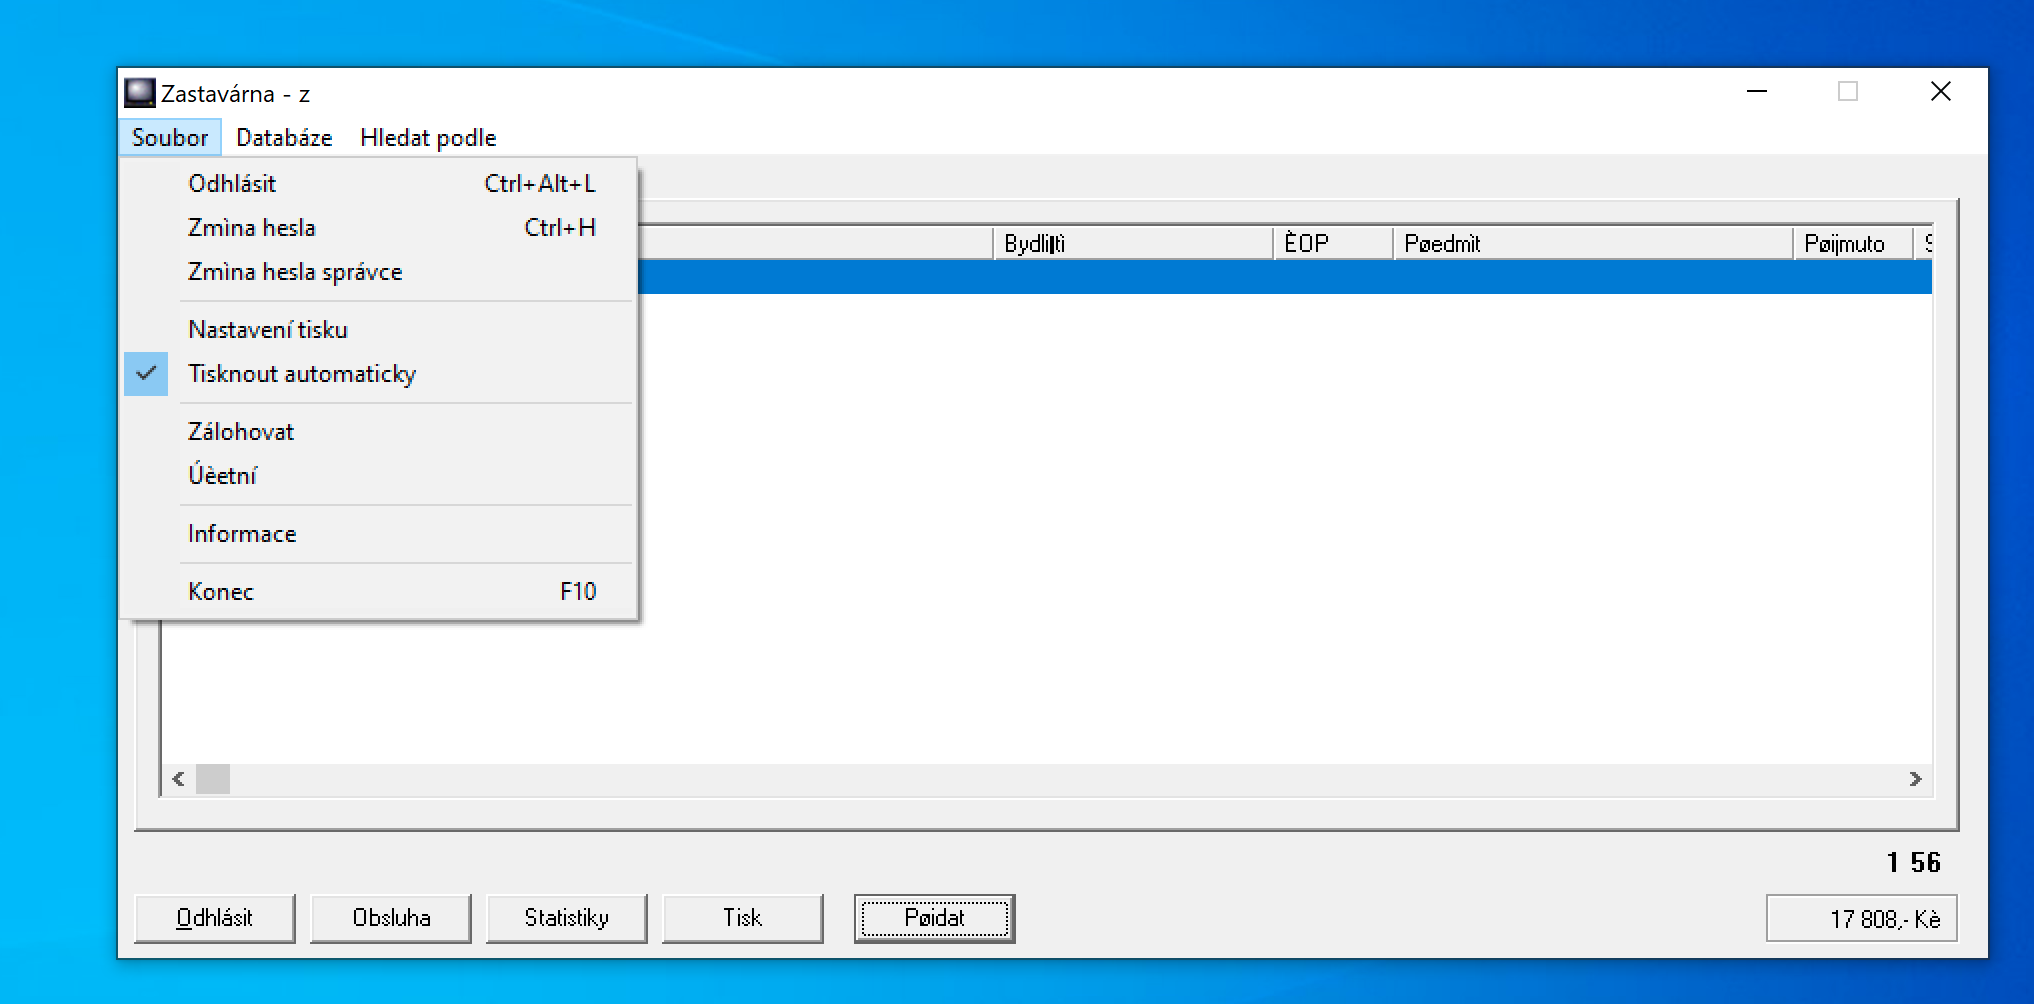 Zastavárna - z
Soubor Databáze Hledat podle
Odhlásit Ctrl+Alt+L
Zmìna hesla Ctrl+H
Zmìna hesla správce
Nastavení tisku
Tisknout automaticky
Zálohovat
Úèetní
Informace
Konec F10
ÈOP Pøedmìt Pøijmuto
1 56
Odhlásit Obsluha Statistiky Tisk Pøidat 17 808,- Kè